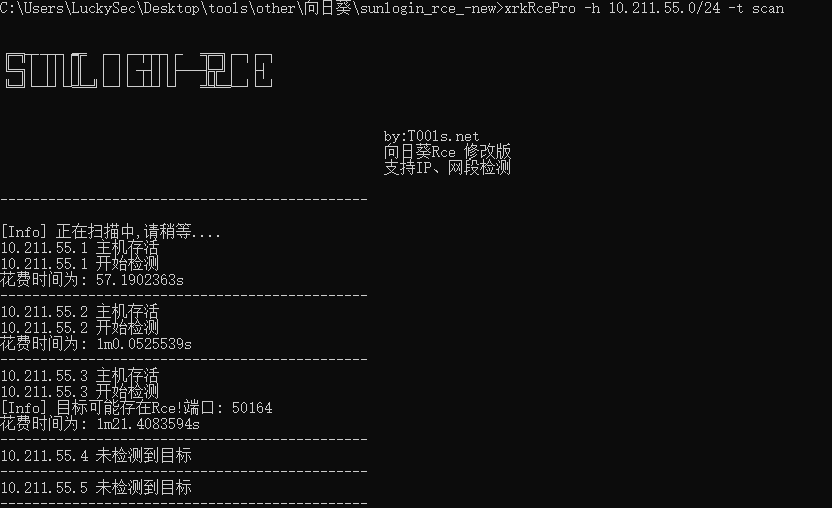 C:\Users\LuckySec\Desktop\tools\other\向日葵\sunlogin_rce_-new>xrkRcePro -h 10.211.55.0/24 -t scan
SUNLOGIN-RCE
by:T00ls.net
向日葵Rce 修改版
支持IP、网段检测
----------------------------------------------
[Info] 正在扫描中,请稍等....
10.211.55.1 主机存活
10.211.55.1 开始检测
花费时间为: 57.1902363s
----------------------------------------------
10.211.55.2 主机存活
10.211.55.2 开始检测
花费时间为: 1m0.0525539s
----------------------------------------------
10.211.55.3 主机存活
10.211.55.3 开始检测
[Info] 目标可能存在Rce!端口: 50164
花费时间为: 1m21.4083594s
----------------------------------------------
10.211.55.4 未检测到目标
----------------------------------------------
10.211.55.5 未检测到目标
----------------------------------------------